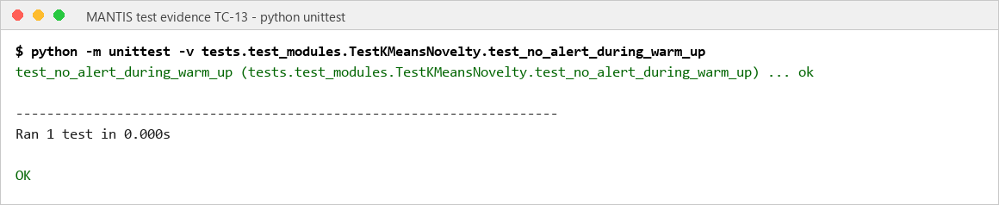 MANTIS test evidence TC-13 - python unittest
$ python -m unittest -v tests.test_modules.TestKMeansNovelty.test_no_alert_during_warm_up
test_no_alert_during_warm_up (tests.test_modules.TestKMeansNovelty.test_no_alert_during_warm_up) ... ok
----------------------------------------------------------------------
Ran 1 test in 0.000s
OK